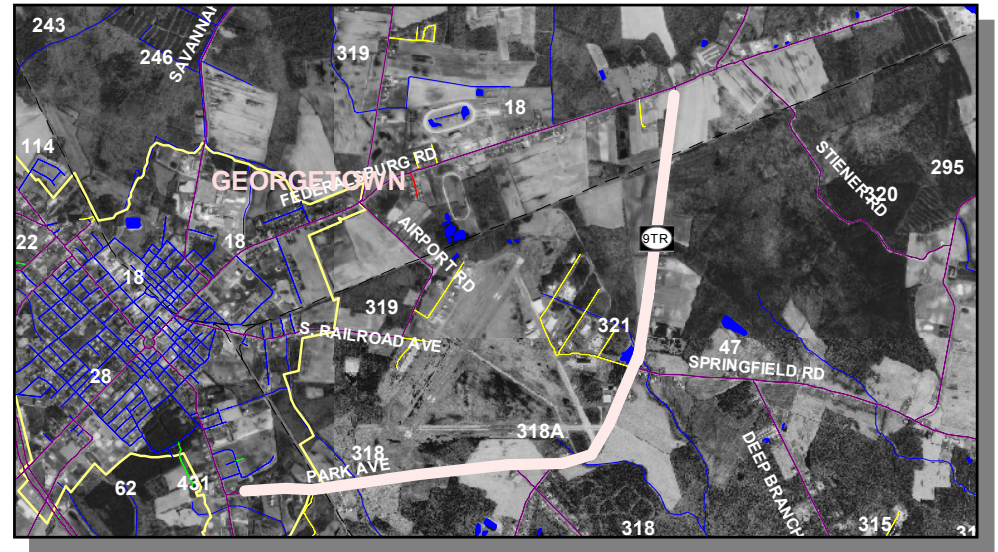 243
SAVANNAH
246
319
18
114
GEORGETOWN
FEDERALSBURG RD
STIENER RD
295
320
22
18
AIRPORT RD
9TR
18
319
321
S. RAILROAD AVE
47
SPRINGFIELD RD
28
318A
318
PARK AVE
DEEP BRANCH
62
431
318
315
31